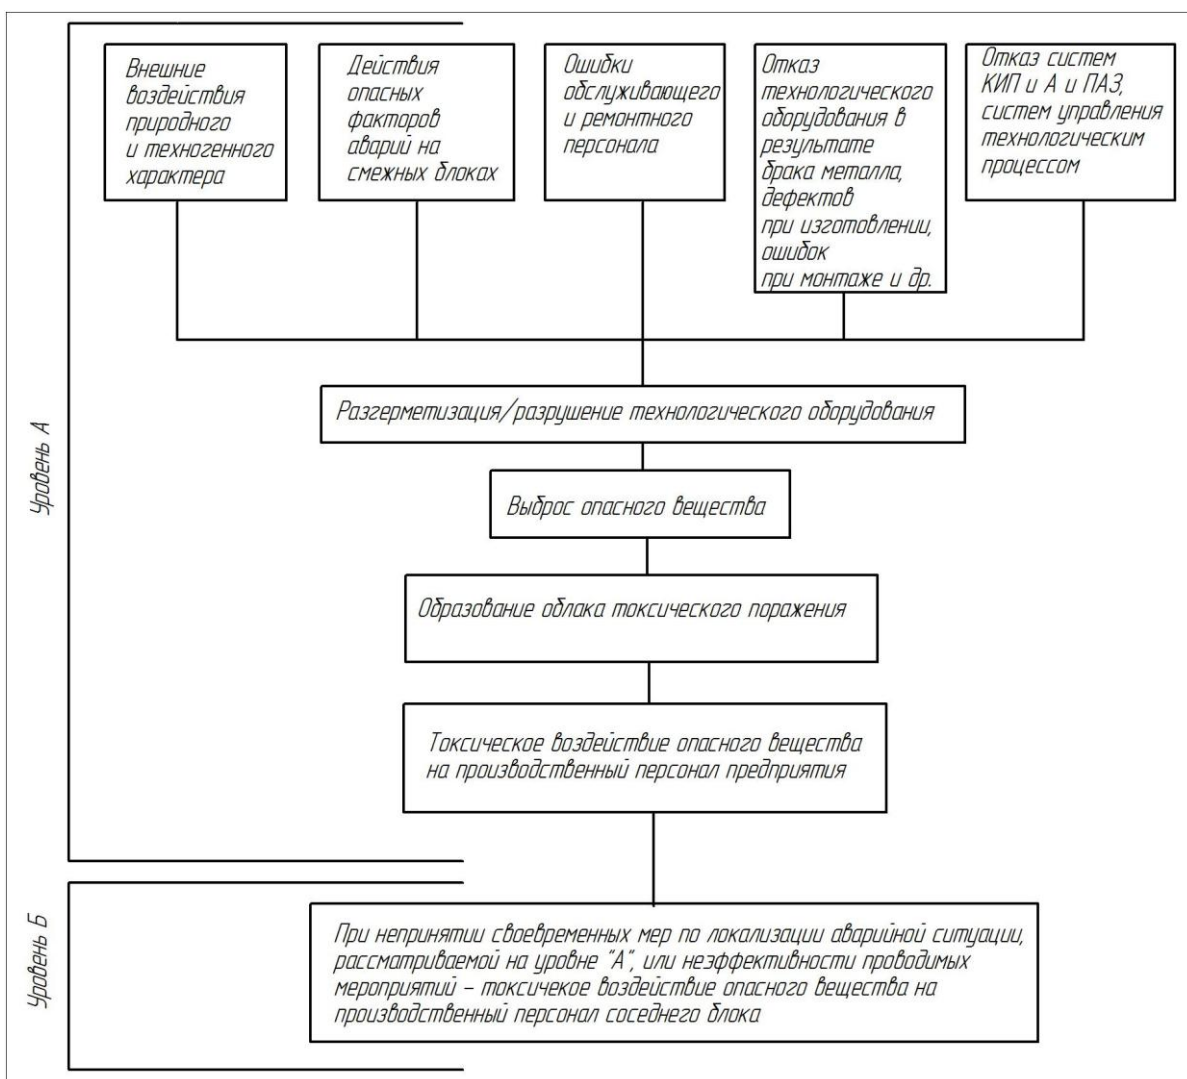 Внешние
воздействия
природного
и техногенного
характера
Действия
опасных
факторов
аварий на
смежных блоках
Ошибки
обслуживающего
и ремонтного
персонала
Отказ
технологического
оборудования в
результате
брака металла,
дефектов
при изготовлении,
ошибок
при монтаже и др.
Отказ систем
КИП и А и ПАЗ,
систем управления
технологическим
процессом
Уровень А
Разгерметизация/разрушение технологического оборудования
Выброс опасного вещества
Образование облака токсического поражения
Токсическое воздействие опасного вещества
на производственный персонал предприятия
Уровень Б
При непринятии своевременных мер по локализации аварийной ситуации,
рассматриваемой на уровне "А", или неэффективности проводимых
мероприятий – токсичекое воздействие опасного вещества на
производственный персонал соседнего блока